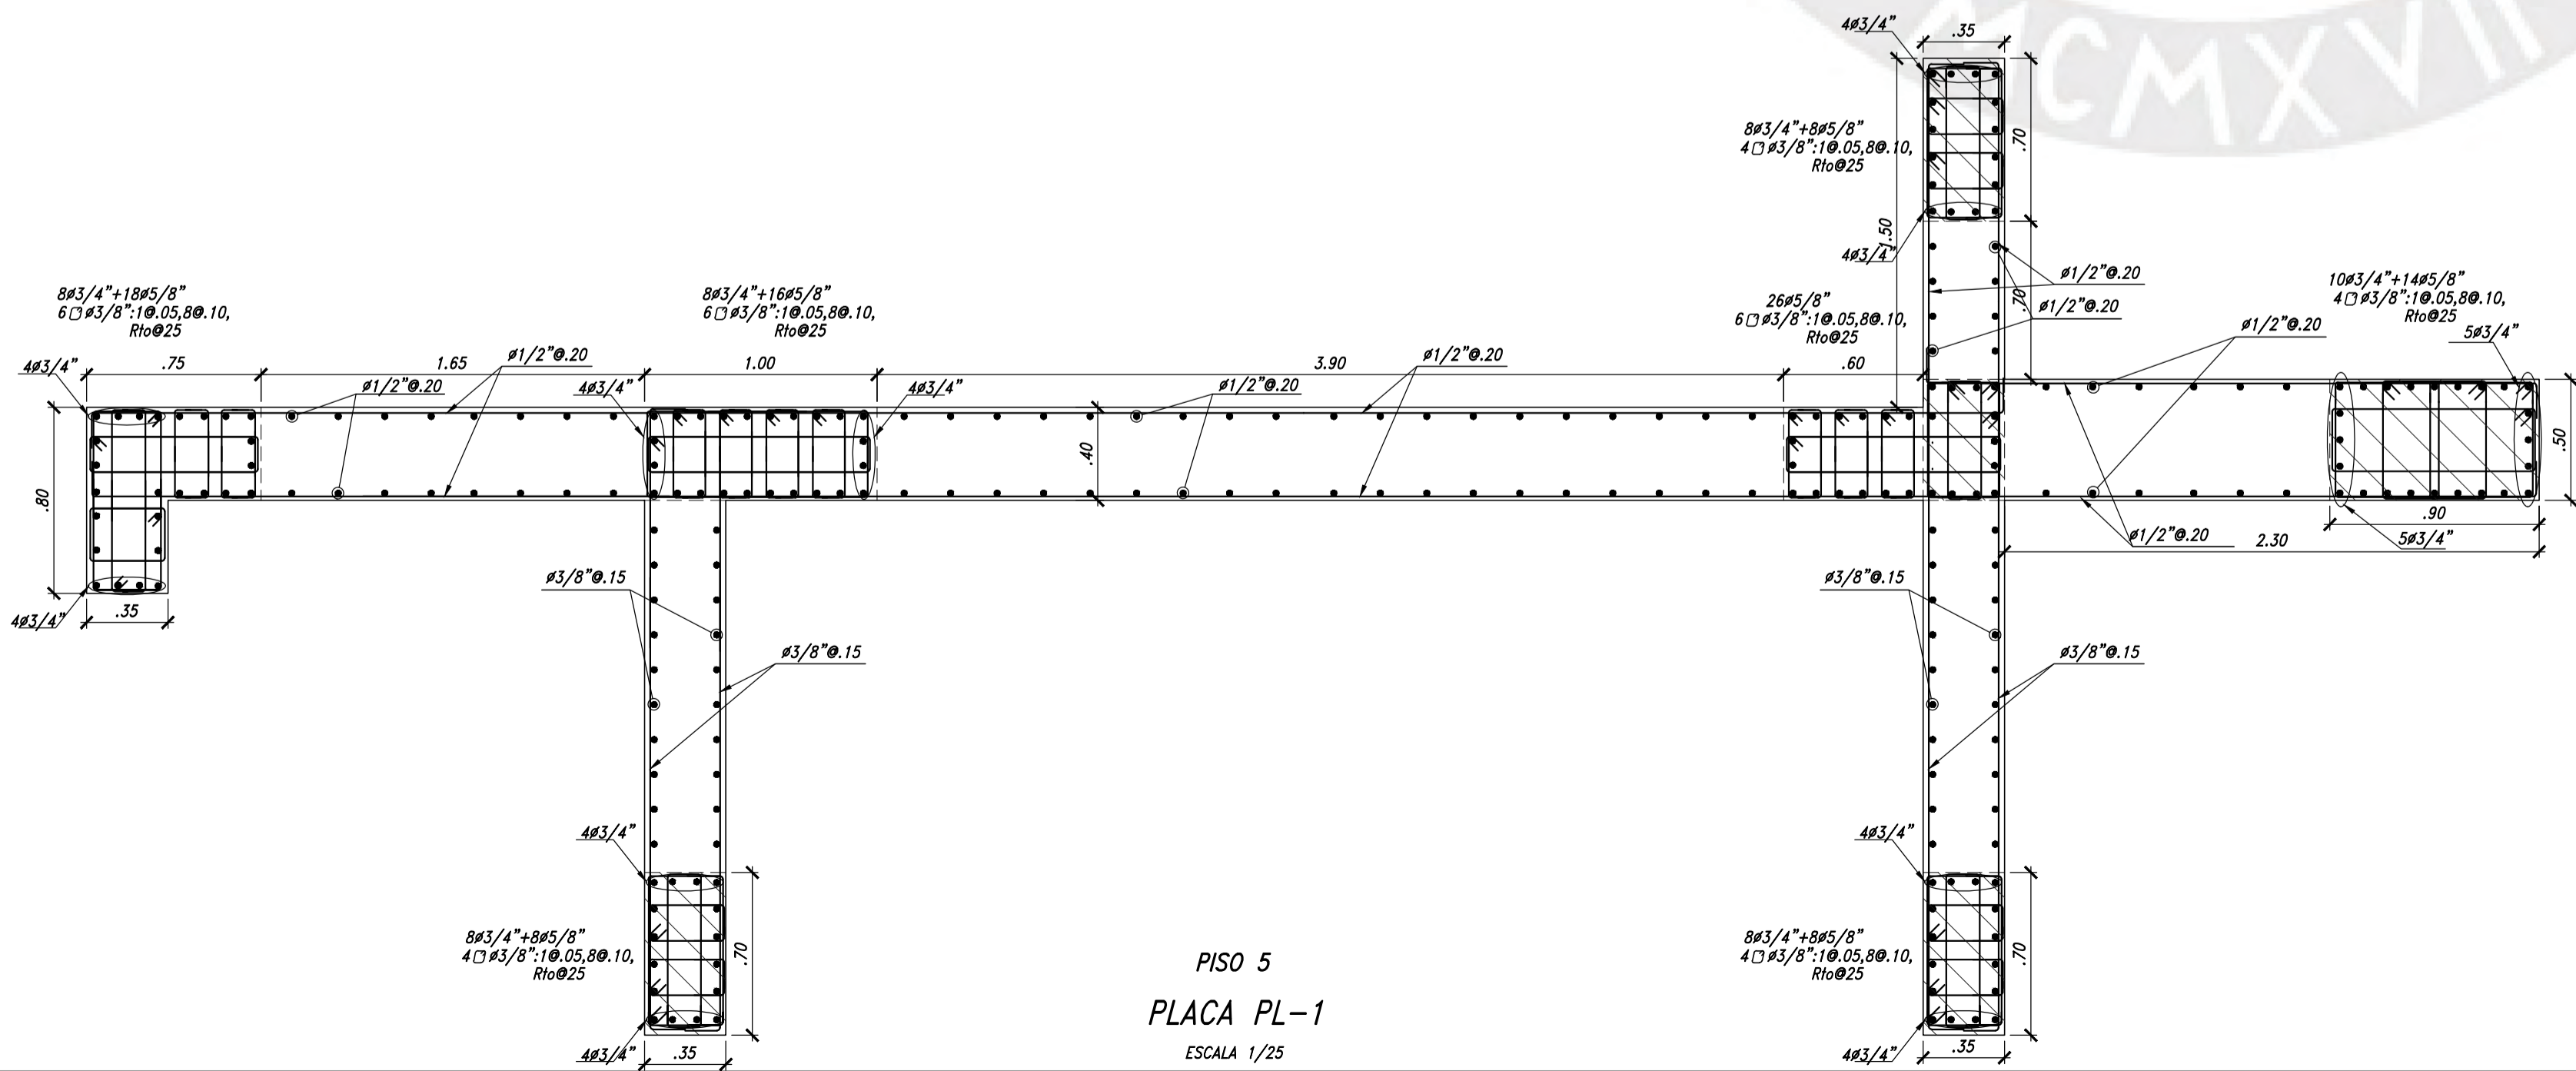 MCMXVII
4ø3/4"
.35
8ø3/4"+8ø5/8"
4 ø3/8":1@.05,8@.10,
Rto@25
.70
1.50
4ø3/4"
ø1/2"@.20
.70
ø1/2"@.20
8ø3/4"+18ø5/8"
6 ø3/8":1@.05,8@.10,
Rto@25
8ø3/4"+16ø5/8"
6 ø3/8":1@.05,8@.10,
Rto@25
26ø5/8"
6 ø3/8":1@.05,8@.10,
Rto@25
10ø3/4"+14ø5/8"
4 ø3/8":1@.05,8@.10,
Rto@25
5ø3/4"
ø1/2"@.20
4ø3/4"
.75
1.65
ø1/2"@.20
1.00
3.90
ø1/2"@.20
.60
ø1/2"@.20
4ø3/4"
4ø3/4"
ø1/2"@.20
.80
.40
.50
.90
5ø3/4"
ø1/2"@.20
2.30
4ø3/4"
.35
ø3/8"@.15
ø3/8"@.15
ø3/8"@.15
ø3/8"@.15
4ø3/4"
4ø3/4"
8ø3/4"+8ø5/8"
4 ø3/8":1@.05,8@.10,
Rto@25
.70
8ø3/4"+8ø5/8"
4 ø3/8":1@.05,8@.10,
Rto@25
.70
4ø3/4"
.35
4ø3/4"
.35
PISO 5
PLACA PL-1
ESCALA 1/25